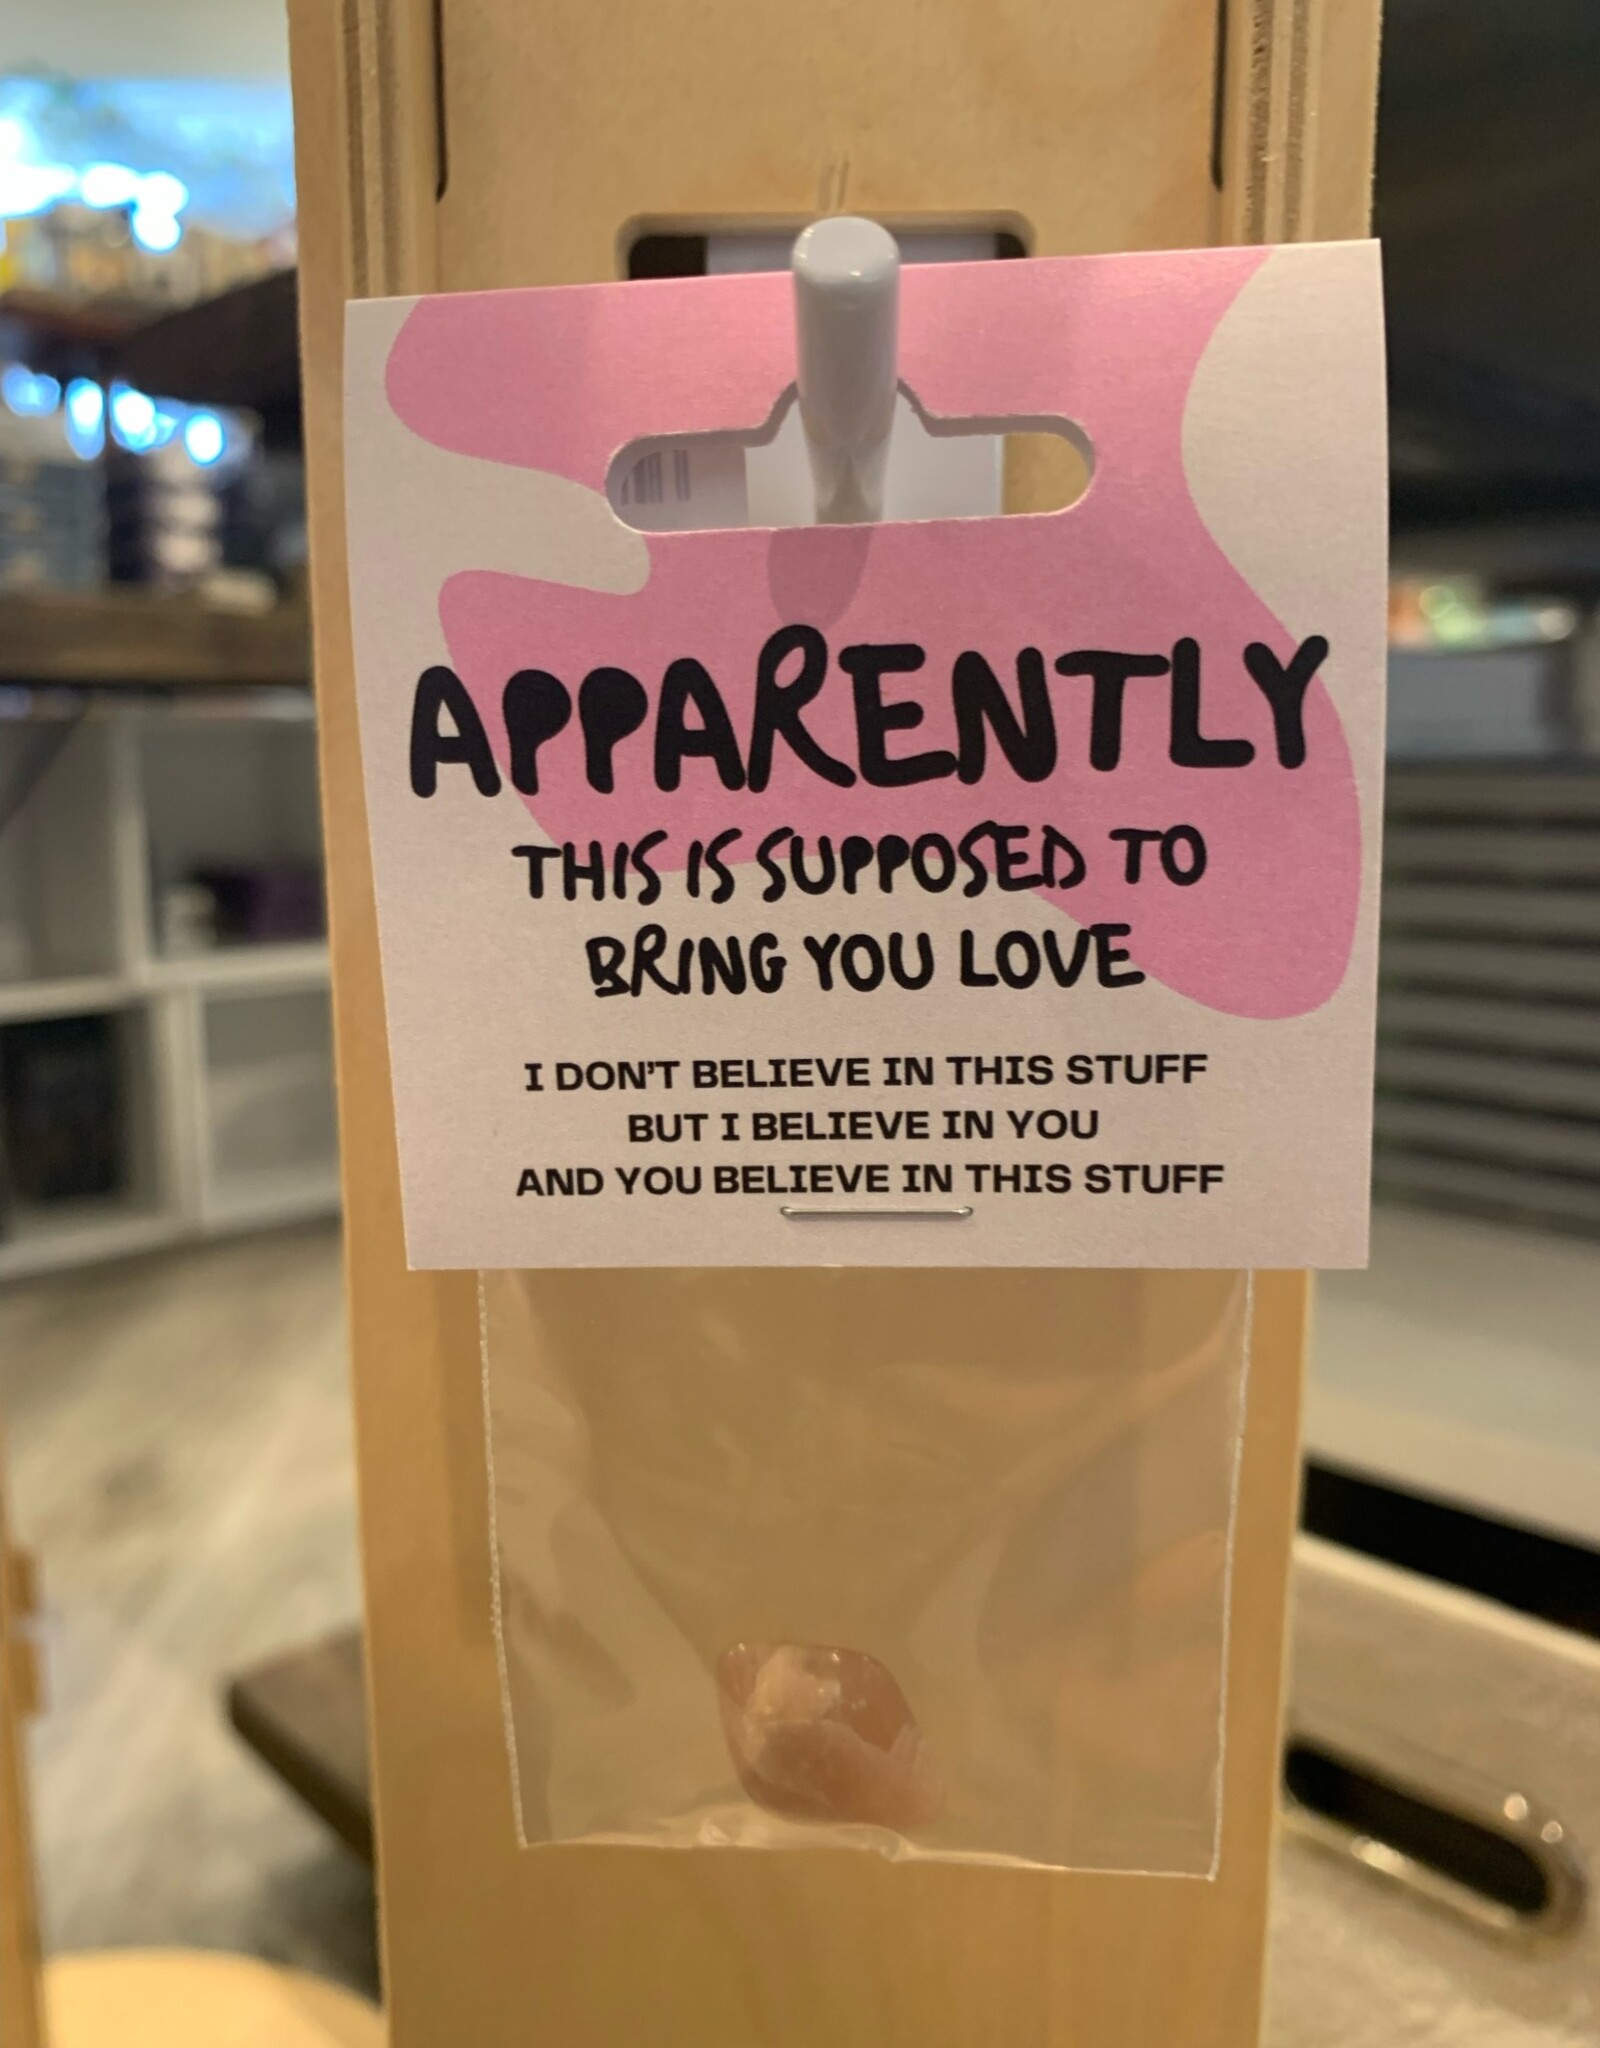 APPARENTLY
THIS IS SUPPOSED TO
BRING YOU LOVE
I DON'T BELIEVE IN THIS STUFF
BUT I BELIEVE IN YOU
AND YOU BELIEVE IN THIS STUFF